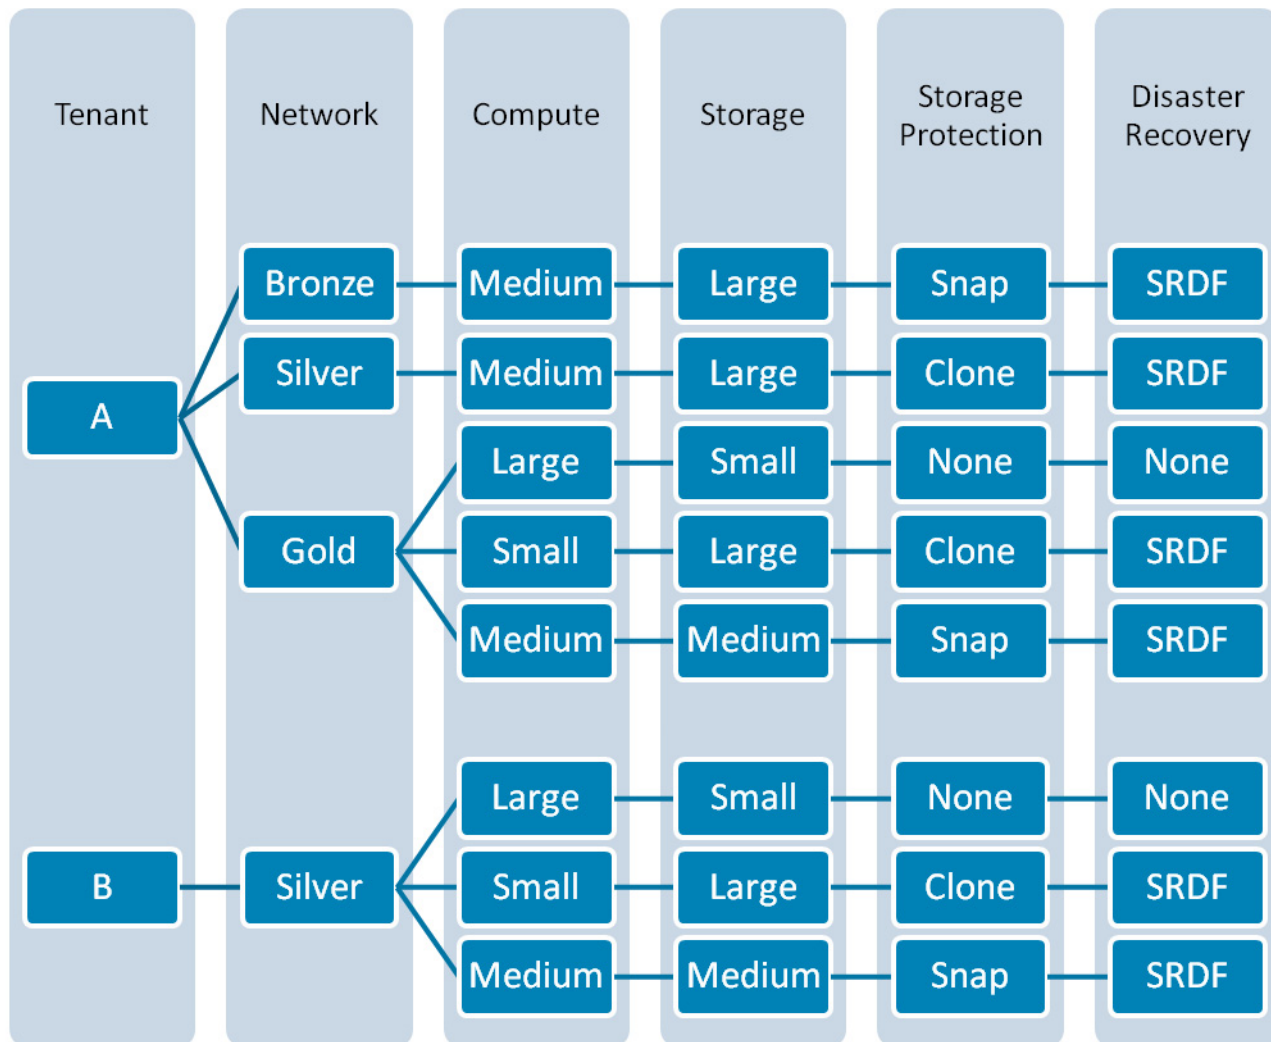 Tenant
Network
Compute
Storage
Storage
Protection
Disaster
Recovery
Bronze
Medium
Large
Snap
SRDF
Silver
Medium
Large
Clone
SRDF
A
Large
Small
None
None
Gold
Small
Large
Clone
SRDF
Medium
Medium
Snap
SRDF
Large
Small
None
None
B
Silver
Small
Large
Clone
SRDF
Medium
Medium
Snap
SRDF